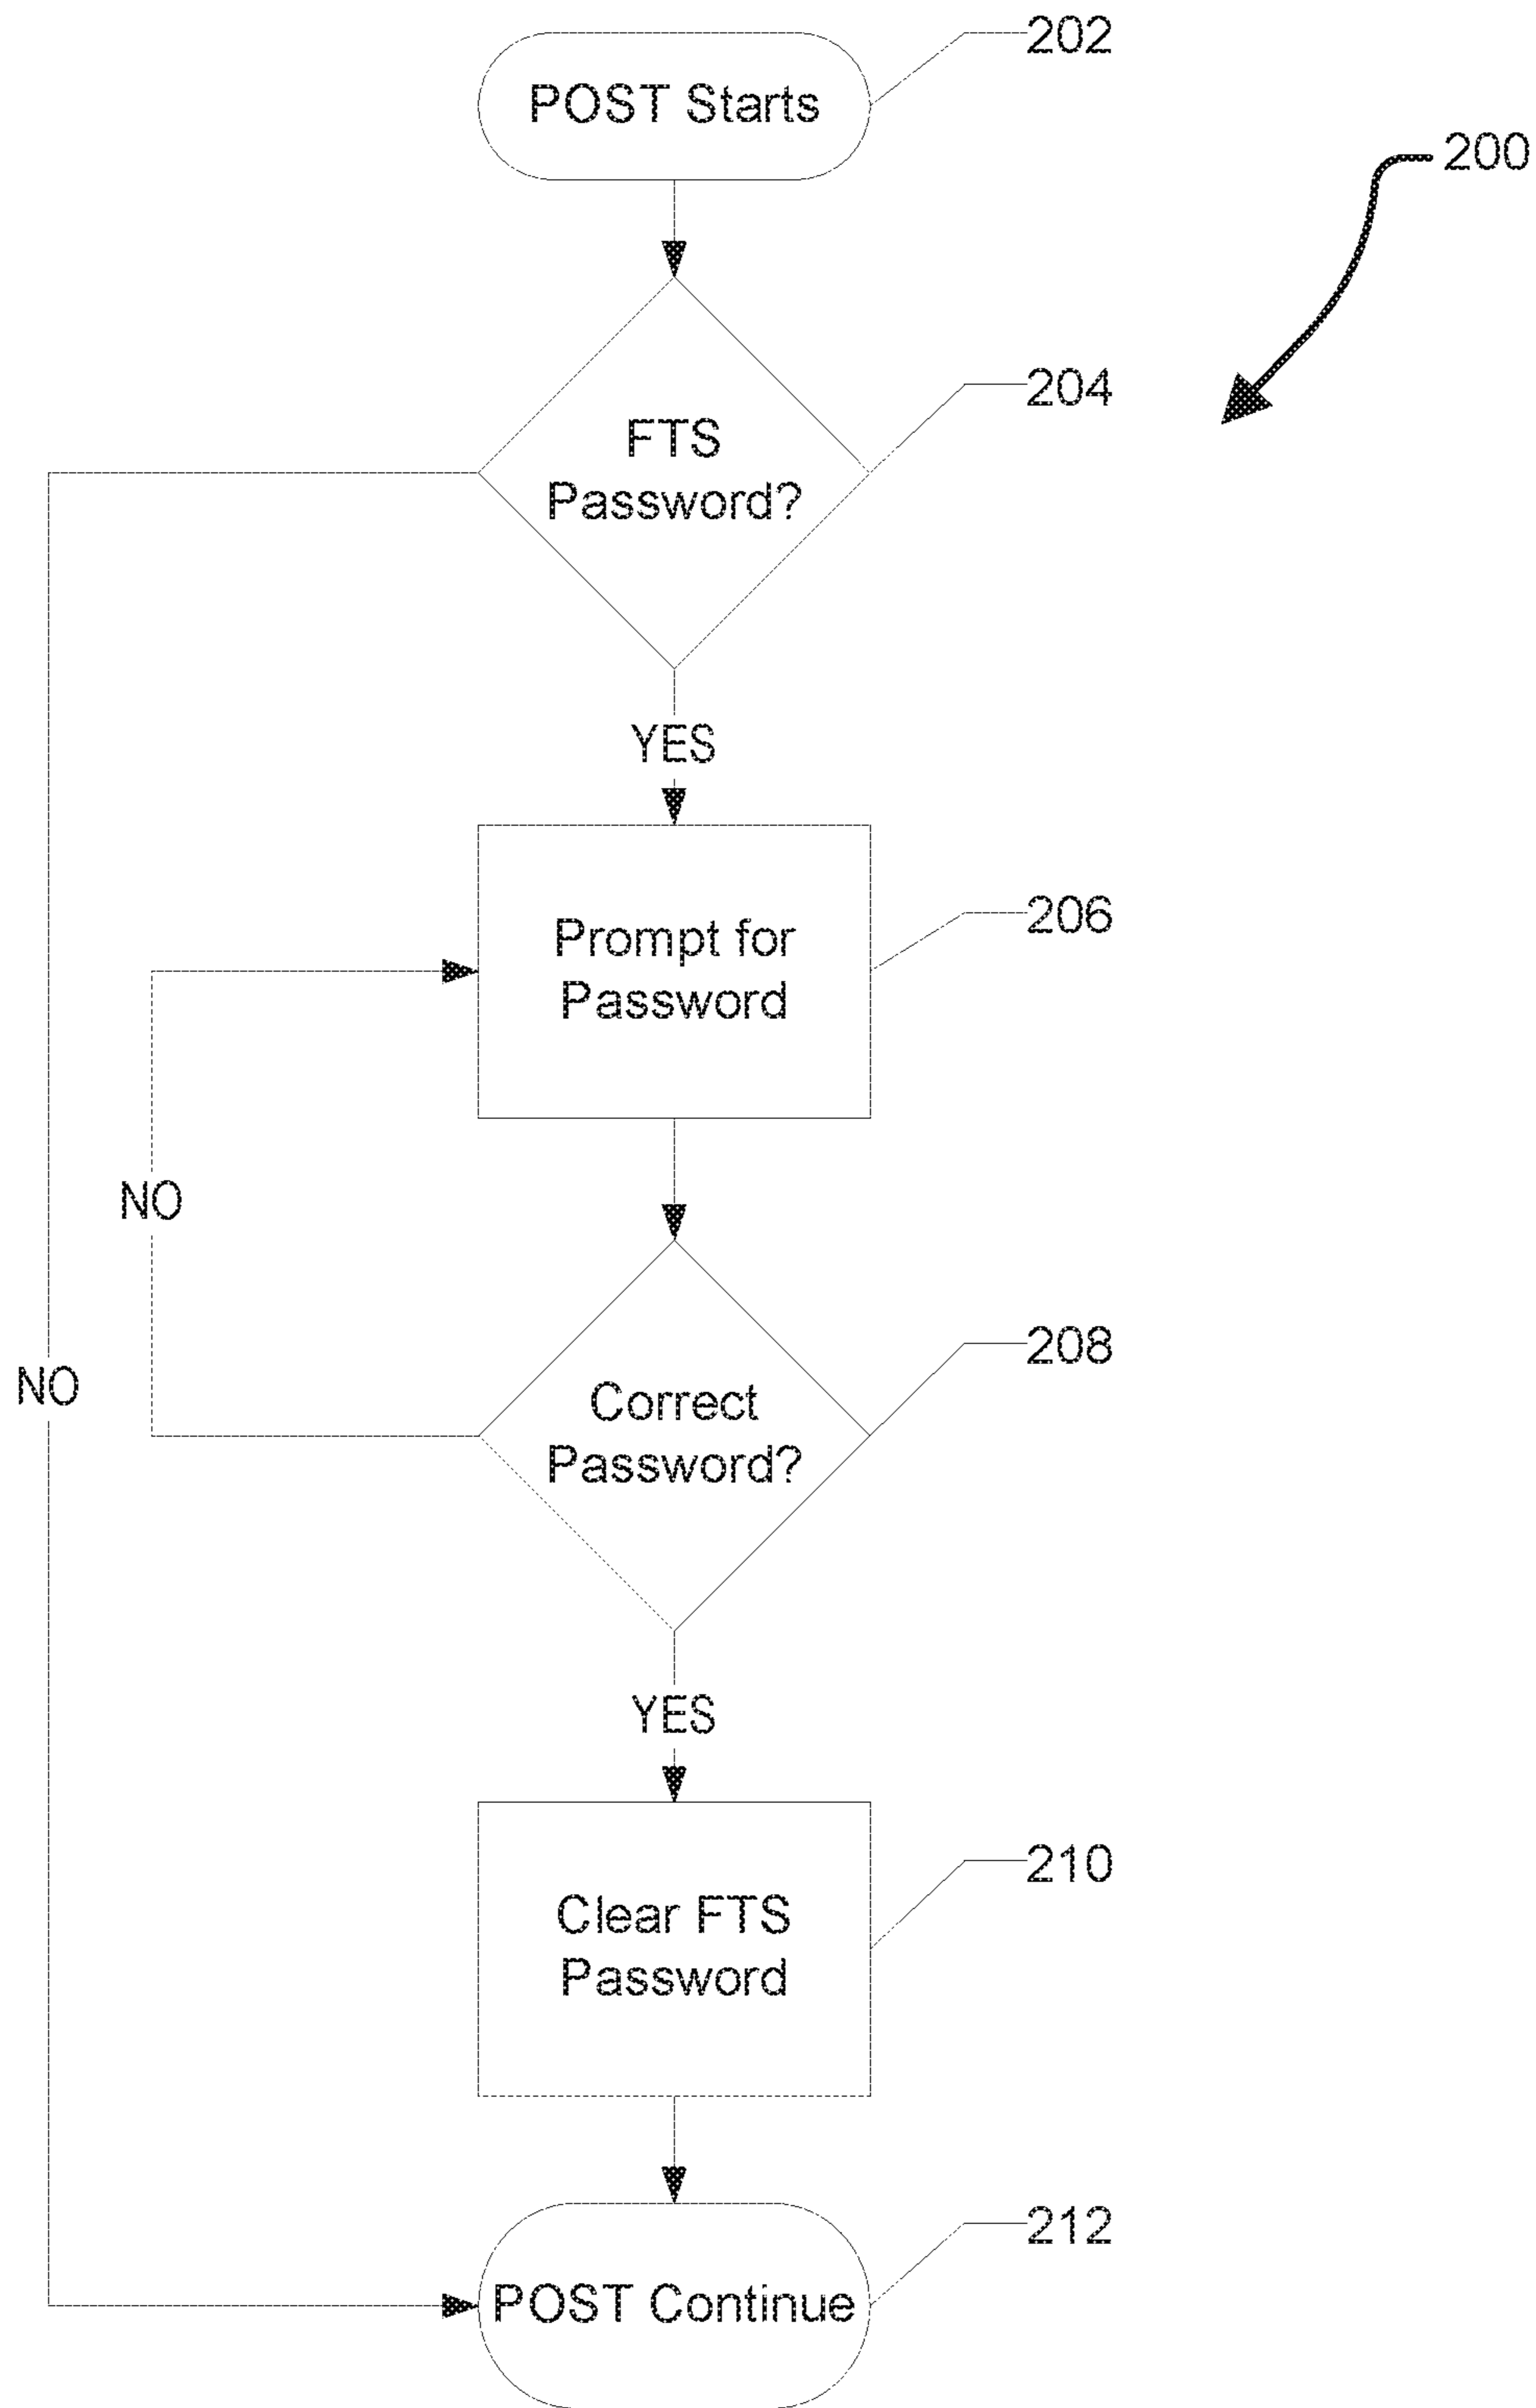 POST Starts
202
200
FTS
Password?
204
YES
Prompt for
Password
206
NO
Correct
Password?
208
NO
YES
Clear FTS
Password
210
POST Continue
212